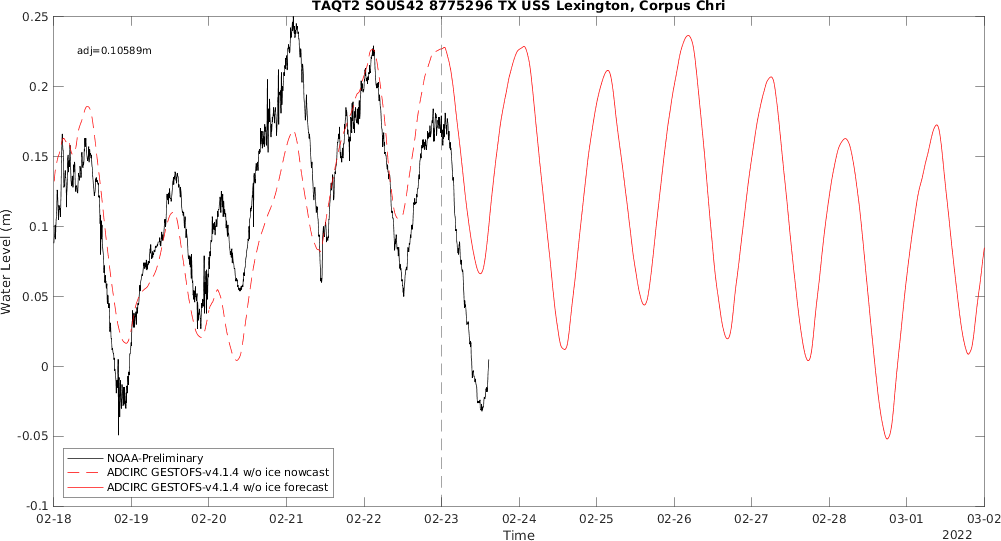 TAQT2 SOUS42 8775296 TX USS Lexington, Corpus Chri
adj=0.10589m
0.25
0.2
0.15
0.1
0.05
0
-0.05
-0.1
Water Level (m)
NOAA-Preliminary
ADCIRC GESTOFS-v4.1.4 w/o ice nowcast
ADCIRC GESTOFS-v4.1.4 w/o ice forecast
02-18 02-19 02-20 02-21 02-22 02-23 02-24 02-25 02-26 02-27 02-28 03-01 03-02
Time
2022